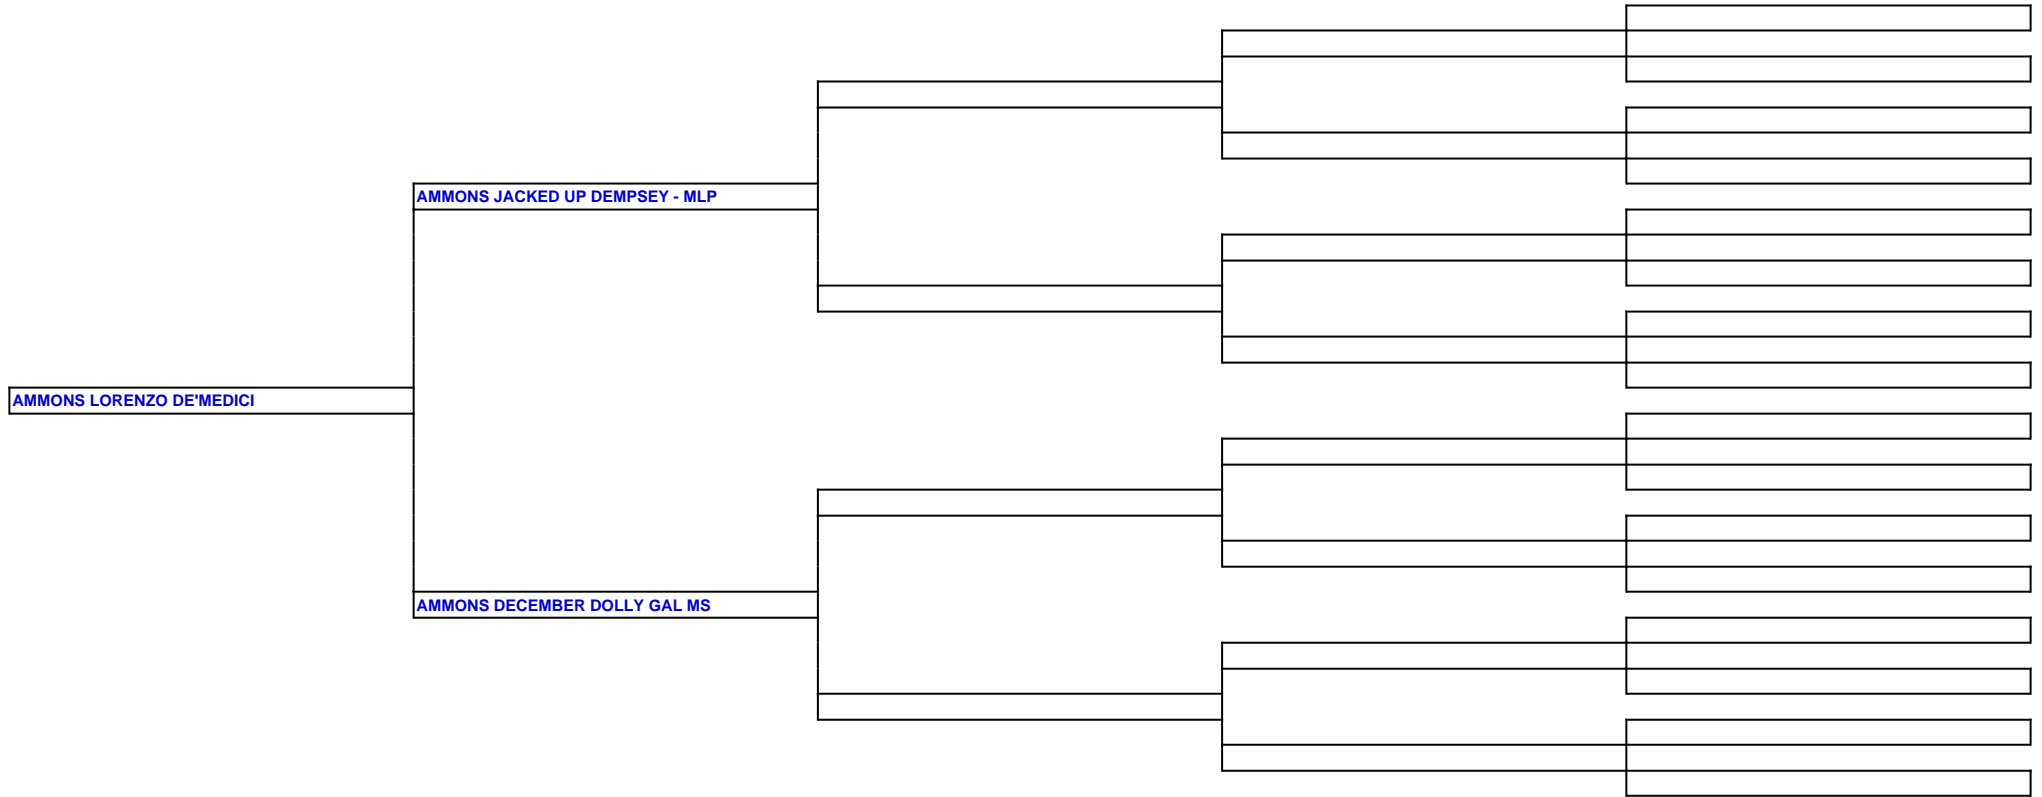 AMMONS JACKED UP DEMPSEY - MLP
AMMONS LORENZO DE'MEDICI
AMMONS DECEMBER DOLLY GAL MS